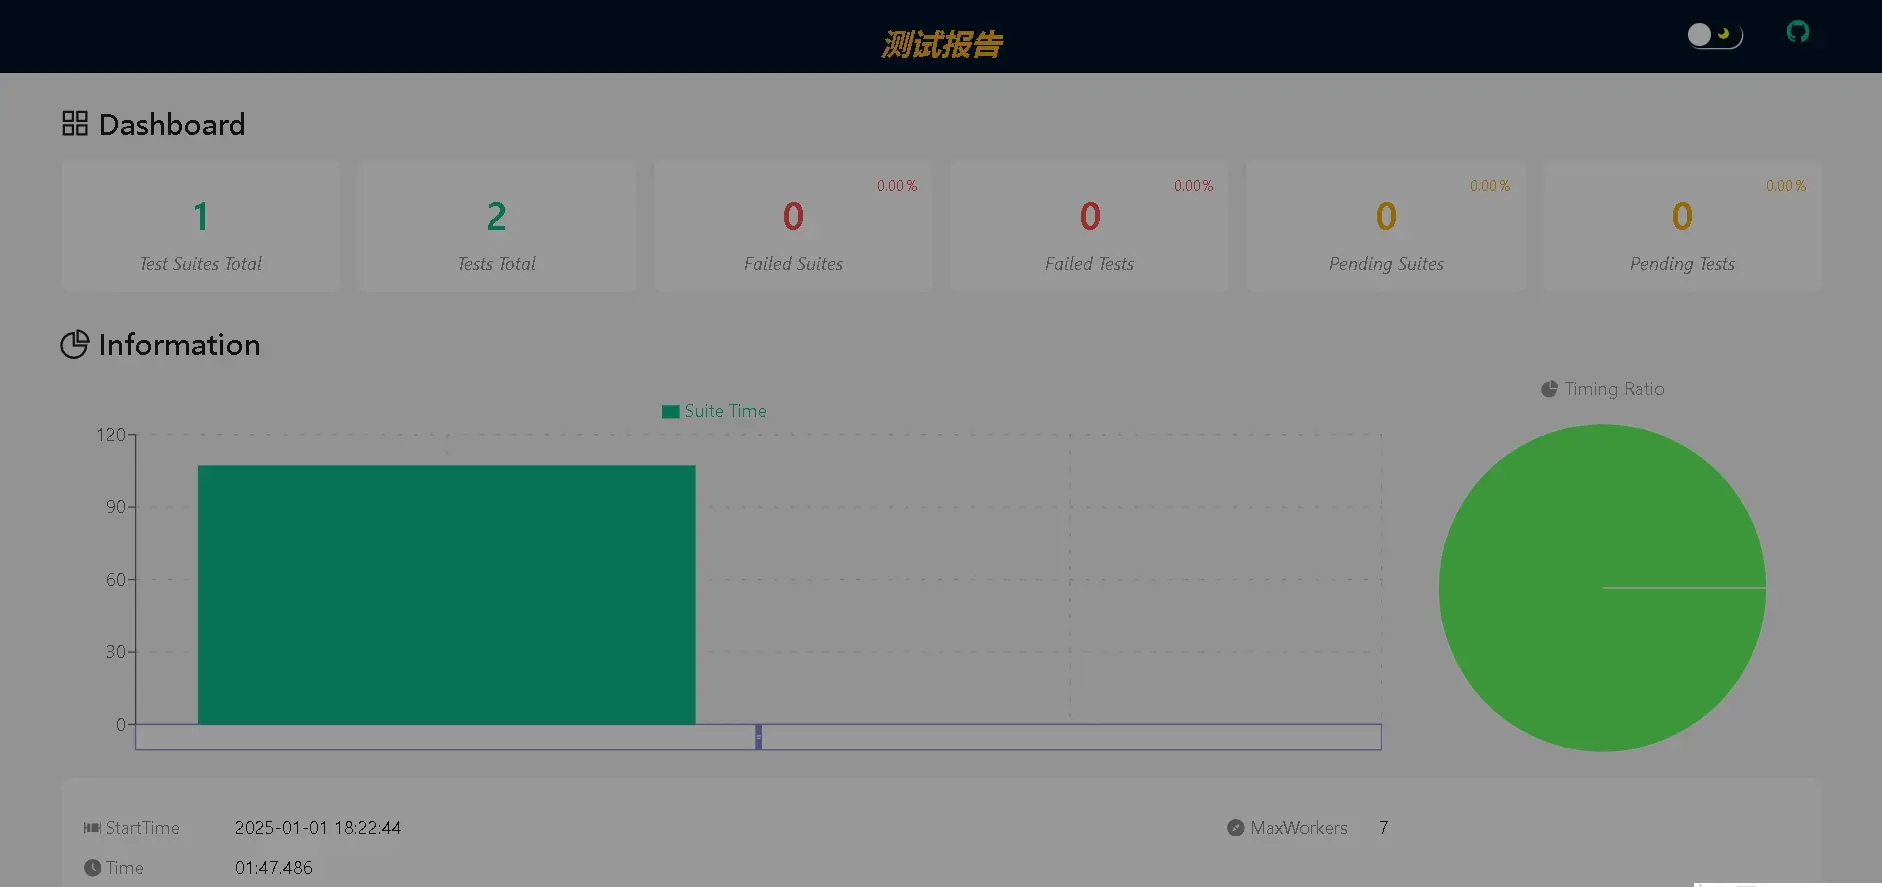 测试报告
Dashboard
0.00 %
1
Test Suites Total
2
Tests Total
0
Failed Suites
0.00 %
0
Failed Tests
0.00 %
0
Pending Suites
0.00 %
0
Pending Tests
Information
Suite Time
120
90
60
30
0
Timing Ratio
StartTime 2025-01-01 18:22:44
MaxWorkers 7
Time 01:47.486